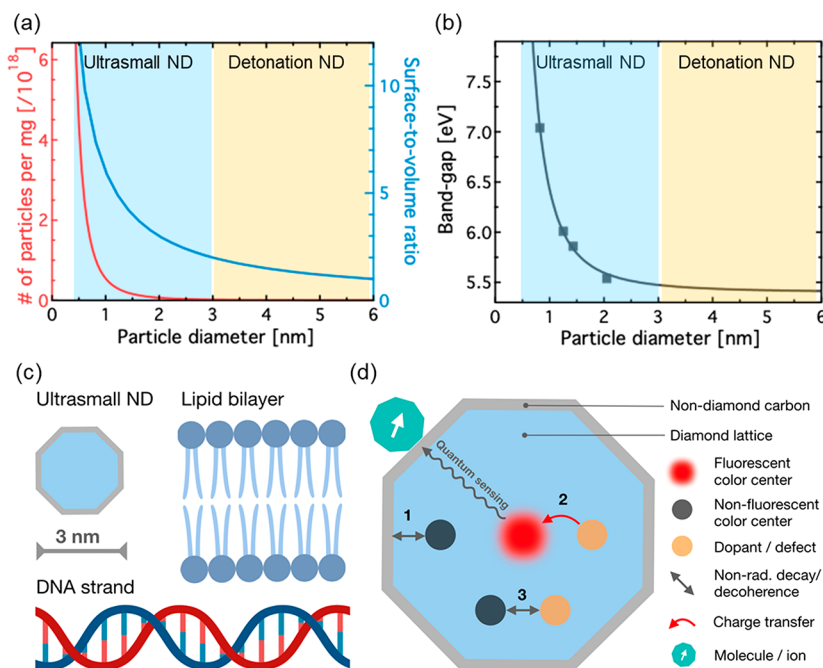 (a)
Ultrasmall ND
Detonation ND
# of particles per mg [/10^18]
6
4
2
0
Surface-to-volume ratio
10
5
0
0 1 2 3 4 5 6
Particle diameter [nm]
(b)
Ultrasmall ND
Detonation ND
Band-gap [eV]
7.5
7.0
6.5
6.0
5.5
0 1 2 3 4 5 6
Particle diameter [nm]
(c)
Ultrasmall ND
Lipid bilayer
3 nm
DNA strand
(d)
Quantum sensing
1
2
3
Non-diamond carbon
Diamond lattice
Fluorescent
color center
Non-fluorescent
color center
Dopant / defect
Non-rad. decay/
decoherence
Charge transfer
Molecule / ion